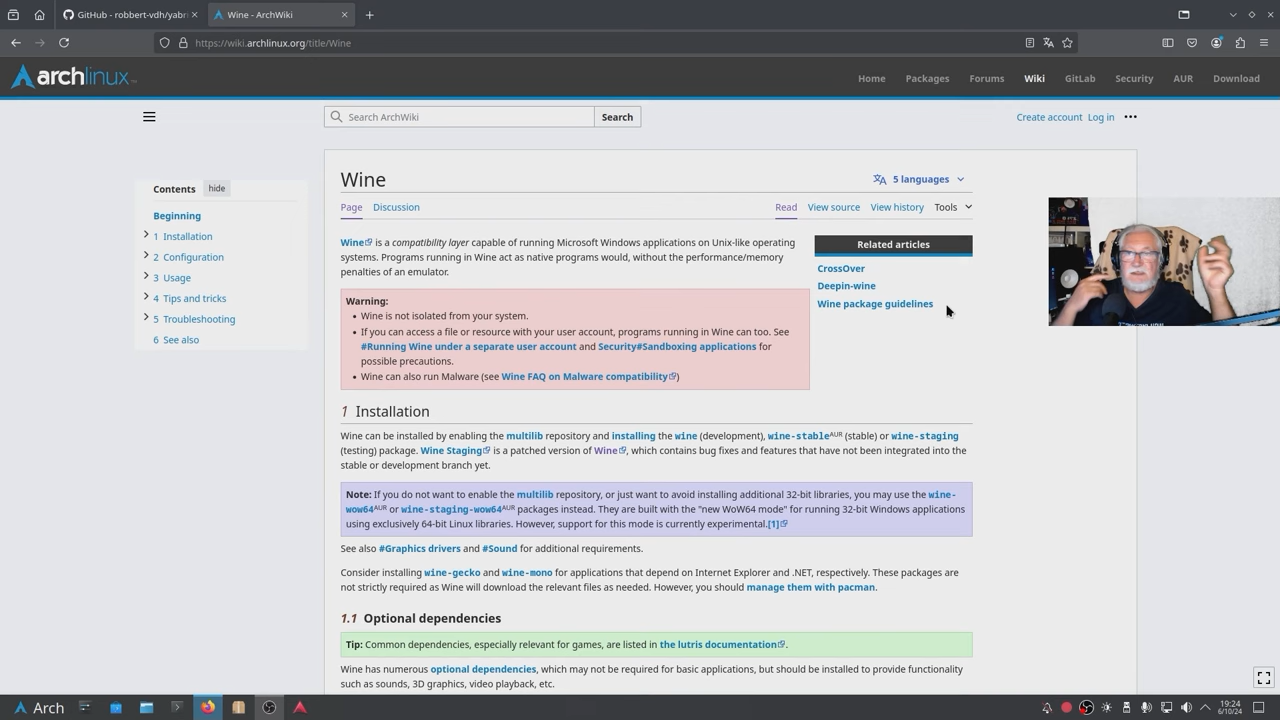 GitHub - robbert-vdh/yabri
Wine - ArchWiki
https://wiki.archlinux.org/title/Wine
archlinux
Home
Packages
Forums
Wiki
GitLab
Security
AUR
Download
Search ArchWiki
Search
Create account
Log in
Contents
hide
Beginning
1 Installation
2 Configuration
3 Usage
4 Tips and tricks
5 Troubleshooting
6 See also
Wine
5 languages
Page
Discussion
Read
View source
View history
Tools
Wine is a compatibility layer capable of running Microsoft Windows applications on Unix-like operating
systems. Programs running in Wine act as native programs would, without the performance/memory
penalties of an emulator.
Related articles
CrossOver
Deepin-wine
Wine package guidelines
Warning:
• Wine is not isolated from your system.
• If you can access a file or resource with your user account, programs running in Wine can too. See
#Running Wine under a separate user account and Security#Sandboxing applications for
possible precautions.
• Wine can also run Malware (see Wine FAQ on Malware compatibility)
1 Installation
Wine can be installed by enabling the multilib repository and installing the wine (development), wine-stableAUR (stable) or wine-staging
(testing) package. Wine Staging is a patched version of Wine, which contains bug fixes and features that have not been integrated into the
stable or development branch yet.
Note: If you do not want to enable the multilib repository, or just want to avoid installing additional 32-bit libraries, you may use the wine-
wow64AUR or wine-staging-wow64AUR packages instead. They are built with the "new WoW64 mode" for running 32-bit Windows applications
using exclusively 64-bit Linux libraries. However, support for this mode is currently experimental.[1]
See also #Graphics drivers and #Sound for additional requirements.
Consider installing wine-gecko and wine-mono for applications that depend on Internet Explorer and .NET, respectively. These packages are
not strictly required as Wine will download the relevant files as needed. However, you should manage them with pacman.
1.1 Optional dependencies
Tip: Common dependencies, especially relevant for games, are listed in the lutris documentation.
Wine has numerous optional dependencies, which may not be required for basic applications, but should be installed to provide functionality
such as sounds, 3D graphics, video playback, etc.
Arch
19:24
6/10/24